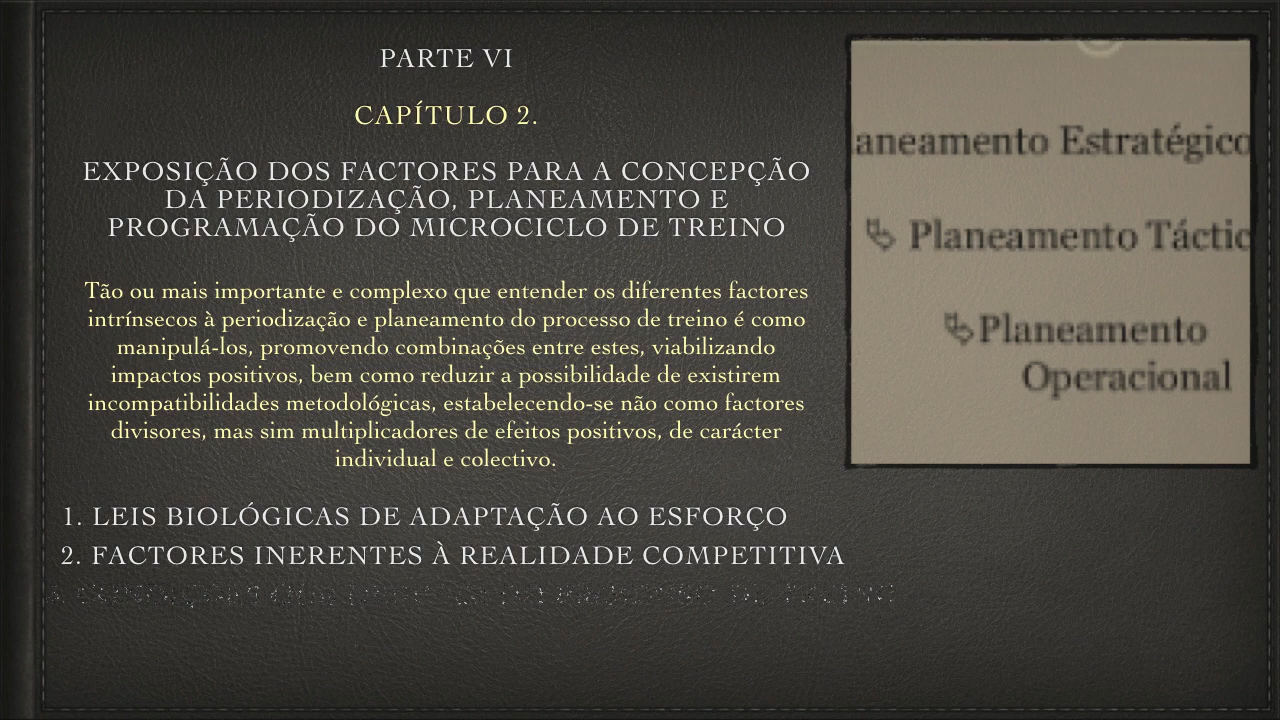 PARTE VI
CAPÍTULO 2.
EXPOSIÇÃO DOS FACTORES PARA A CONCEPÇÃO
DA PERIODIZAÇÃO, PLANEAMENTO E
PROGRAMAÇÃO DO MICROCICLO DE TREINO
Tão ou mais importante e complexo que entender os diferentes factores
intrínsecos à periodização e planeamento do processo de treino é como
manipulá-los, promovendo combinações entre estes, viabilizando
impactos positivos, bem como reduzir a possibilidade de existirem
incompatibilidades metodológicas, estabelecendo-se não como factores
divisores, mas sim multiplicadores de efeitos positivos, de carácter
individual e colectivo.
1. LEIS BIOLÓGICAS DE ADAPTAÇÃO AO ESFORÇO
2. FACTORES INERENTES À REALIDADE COMPETITIVA
aneamento Estratégico
Planeamento Táctic
Planeamento
Operacional